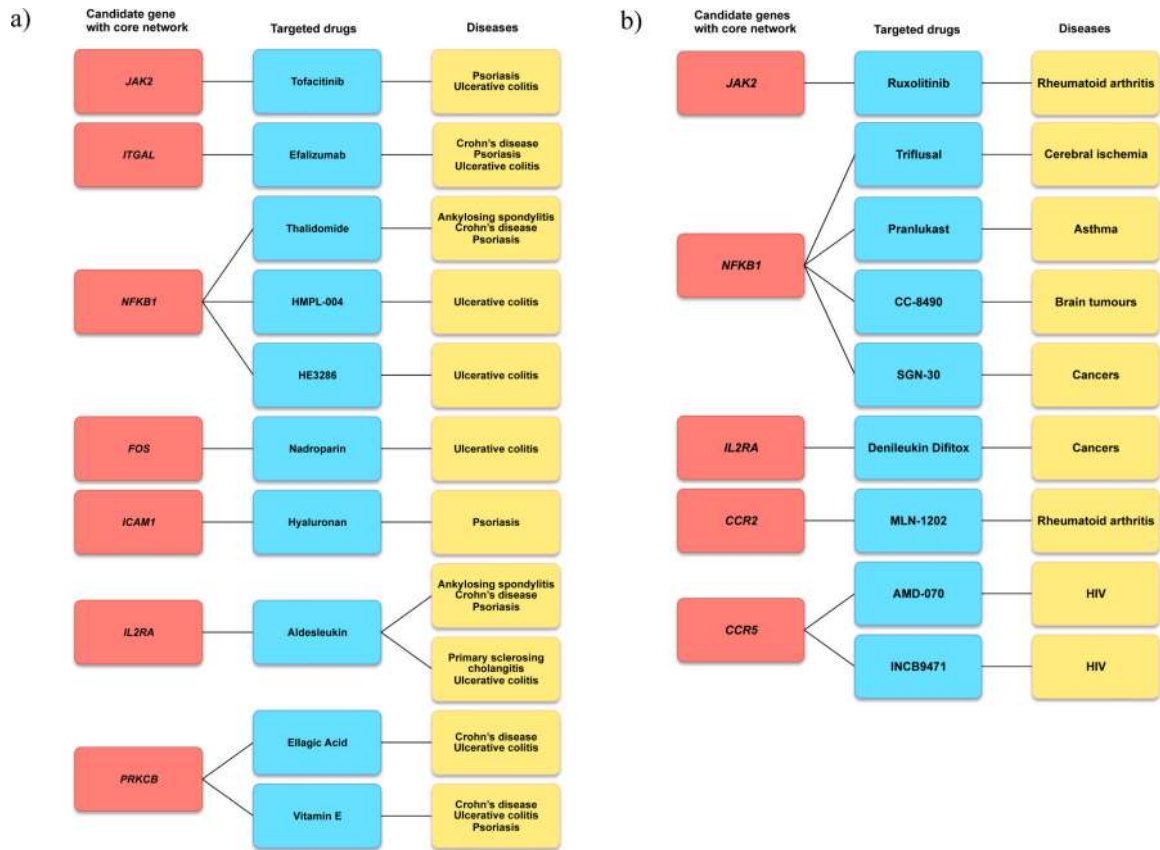 a)
Candidate gene
with core network
Targeted drugs
Diseases
JAK2
Tofacitinib
Psoriasis
Ulcerative colitis
ITGAL
Efalizumab
Crohn's disease
Psoriasis
Ulcerative colitis
NFKB1
Thalidomide
Ankylosing spondylitis
Crohn's disease
Psoriasis
HMPL-004
Ulcerative colitis
HE3286
Ulcerative colitis
FOS
Nadroparin
Ulcerative colitis
ICAM1
Hyaluronan
Psoriasis
IL2RA
Aldesleukin
Ankylosing spondylitis
Crohn's disease
Psoriasis
Primary sclerosing
cholangitis
Ulcerative colitis
PRKCB
Ellagic Acid
Crohn's disease
Ulcerative colitis
Vitamin E
Crohn's disease
Ulcerative colitis
Psoriasis
b)
Candidate genes
with core network
Targeted drugs
Diseases
JAK2
Ruxolitinib
Rheumatoid arthritis
NFKB1
Triflusal
Cerebral ischemia
Pranlukast
Asthma
CC-8490
Brain tumours
SGN-30
Cancers
IL2RA
Denileukin Difitox
Cancers
CCR2
MLN-1202
Rheumatoid arthritis
CCR5
AMD-070
HIV
INCB9471
HIV